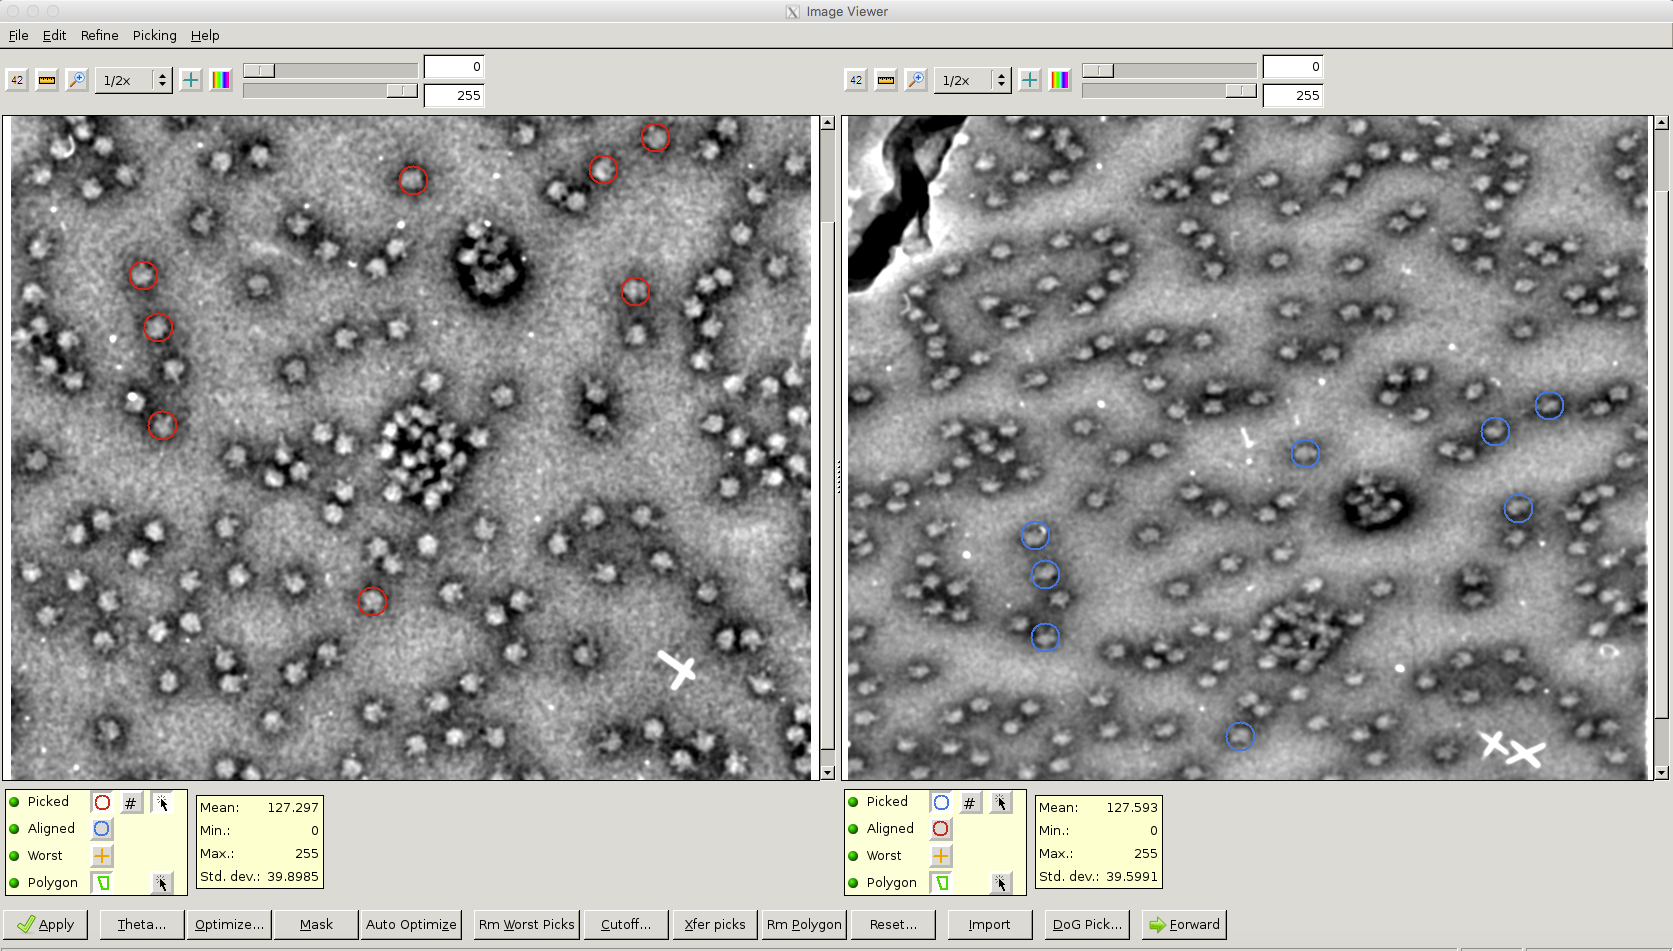 Image Viewer
File Edit Refine Picking Help
42 1/2x 0 255
42 1/2x 0 255
Picked #
Aligned
Worst
Polygon
Mean: 127.297
Min.: 0
Max.: 255
Std. dev.: 39.8985
Picked #
Aligned
Worst
Polygon
Mean: 127.593
Min.: 0
Max.: 255
Std. dev.: 39.5991
Apply Theta... Optimize... Mask Auto Optimize Rm Worst Picks Cutoff... Xfer picks Rm Polygon Reset... Import DoG Pick... Forward